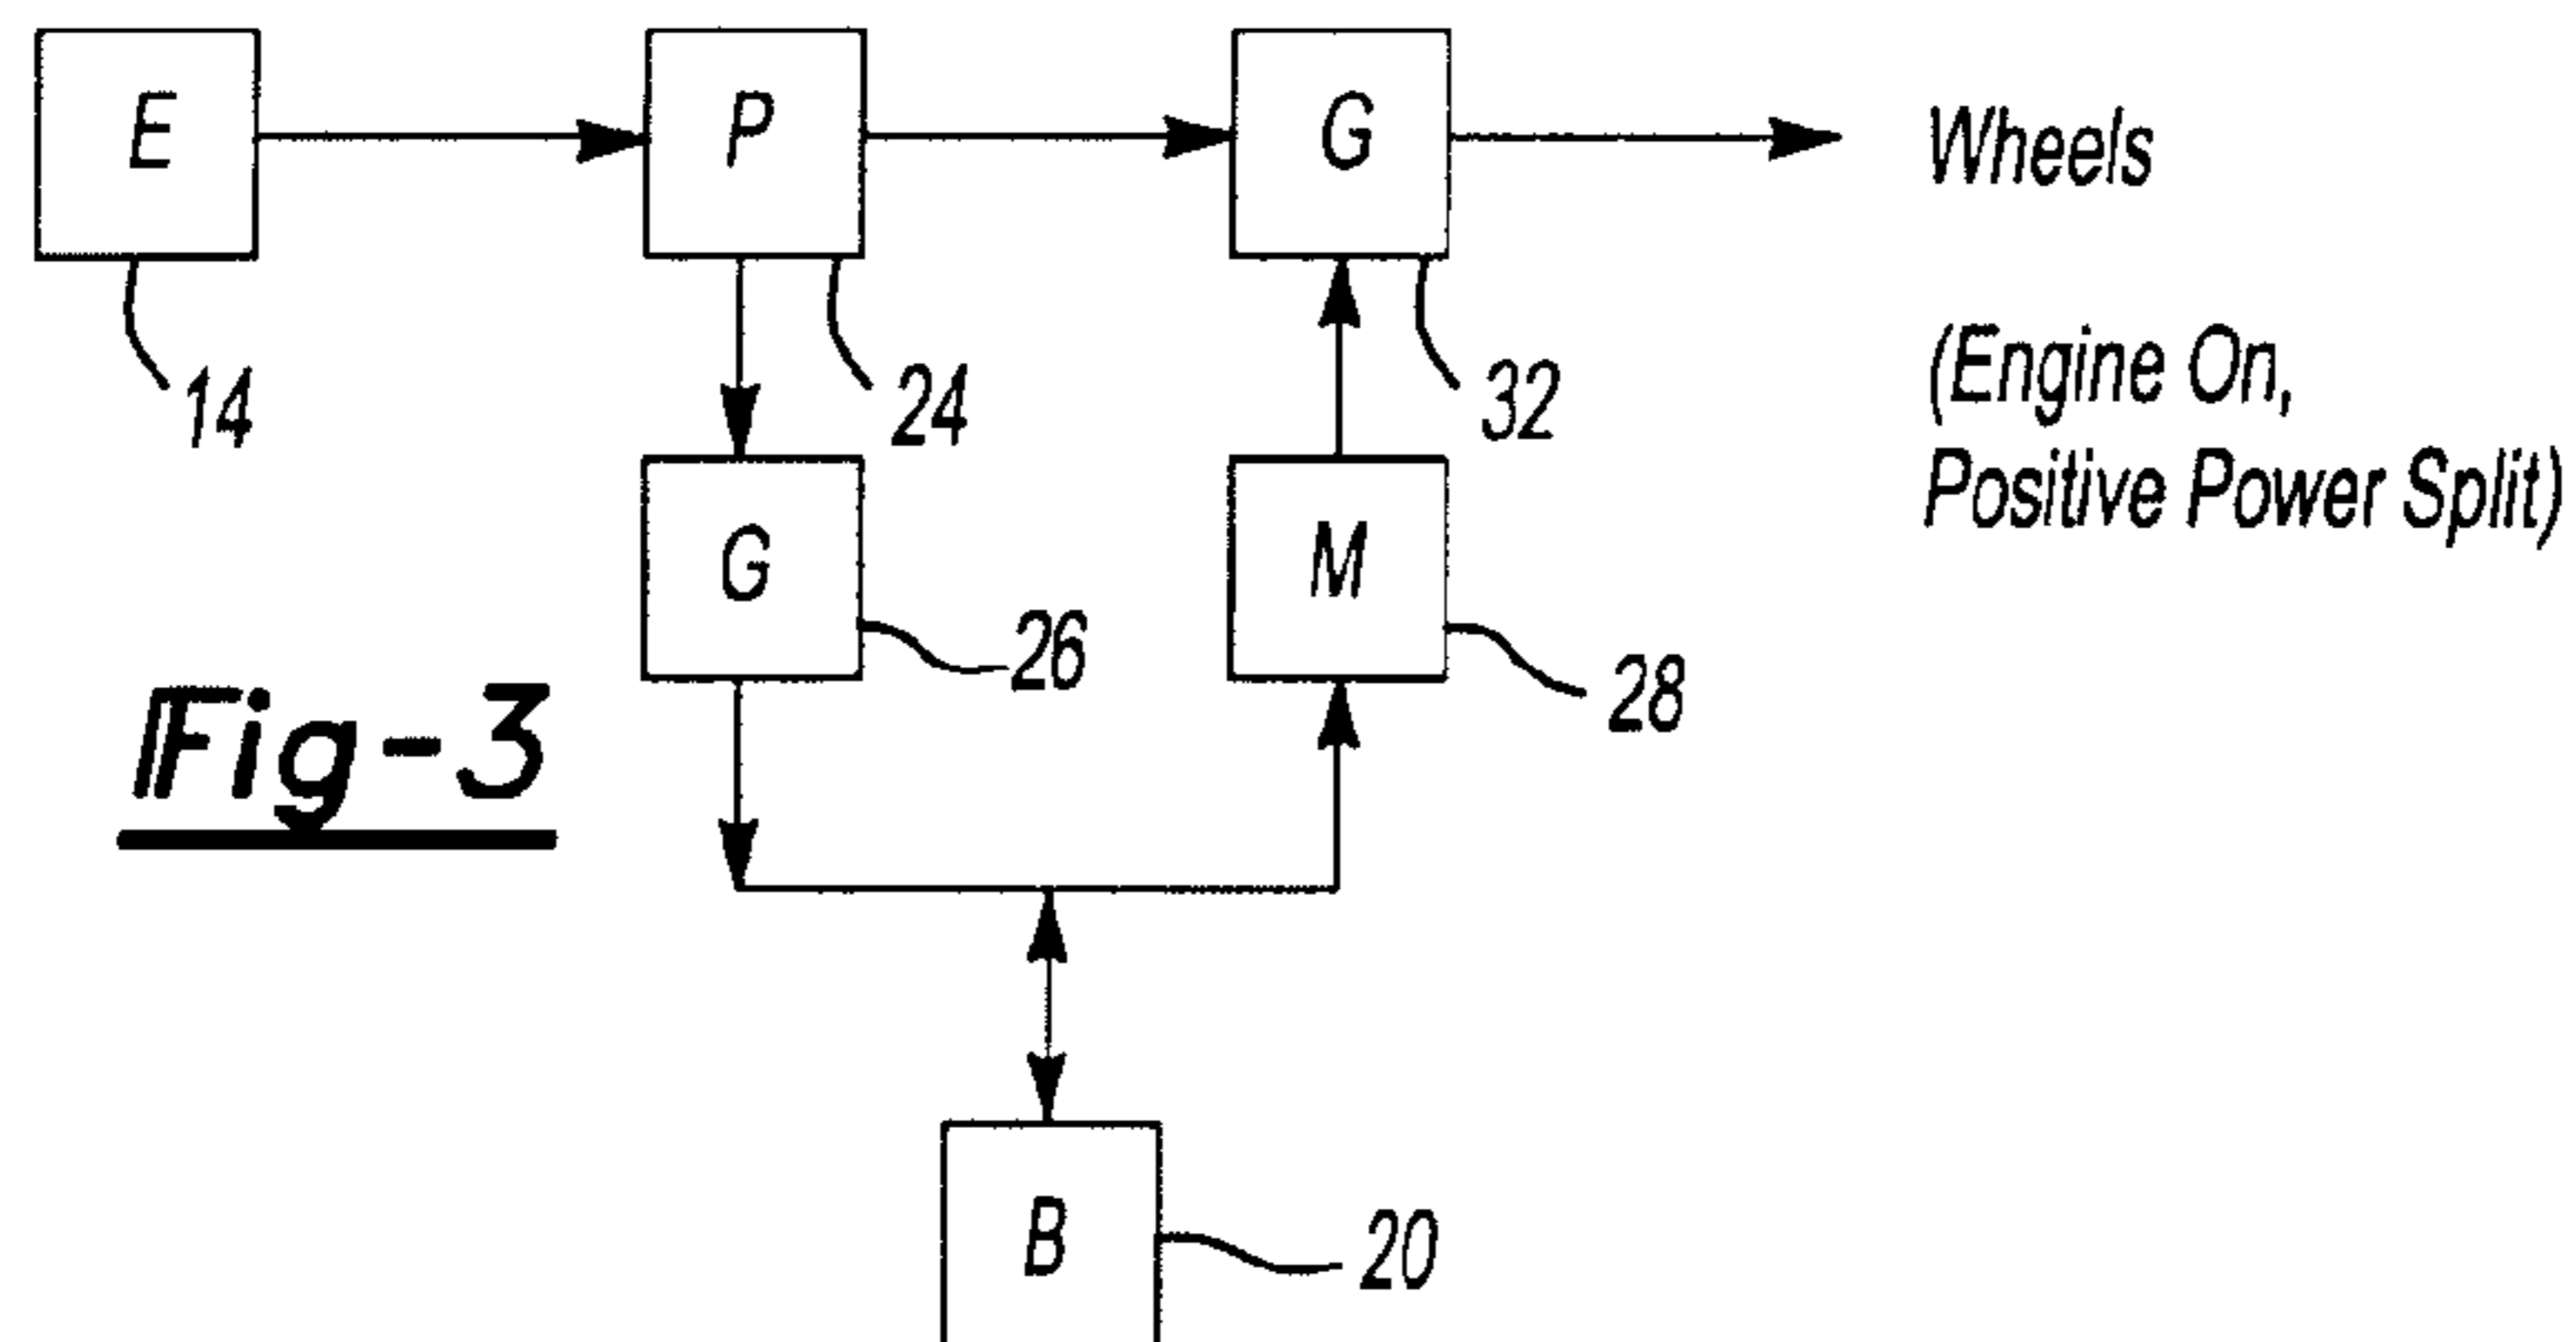 E
P
G
Wheels
14
24
32
(Engine On,
Positive Power Split)
G
M
26
28
Fig-3
B
20